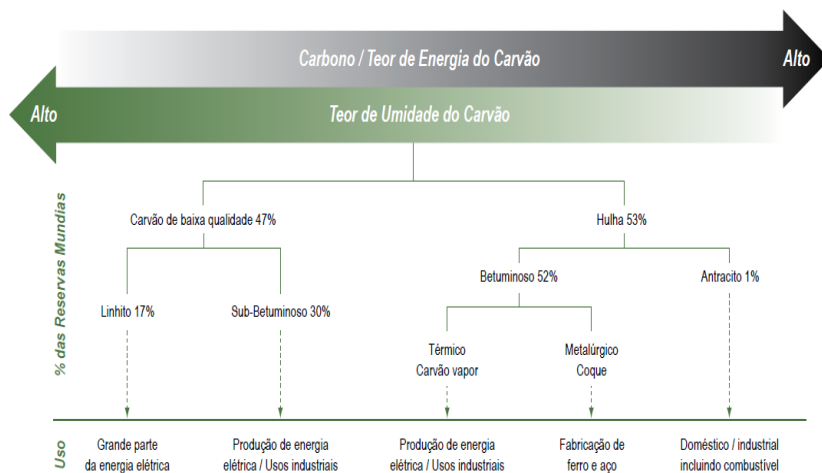 Carbono / Teor de Energia do Carvão
Alto
Alto
Teor de Umidade do Carvão
% das Reservas Mundias
Carvão de baixa qualidade 47%
Hulha 53%
Betuminoso 52%
Antracito 1%
Linhito 17%
Sub-Betuminoso 30%
Térmico
Carvão vapor
Metalúrgico
Coque
Uso
Grande parte
da energia elétrica
Produção de energia
elétrica / Usos industriais
Produção de energia
elétrica / Usos industriais
Fabricação de
ferro e aço
Doméstico / industrial
incluindo combustível